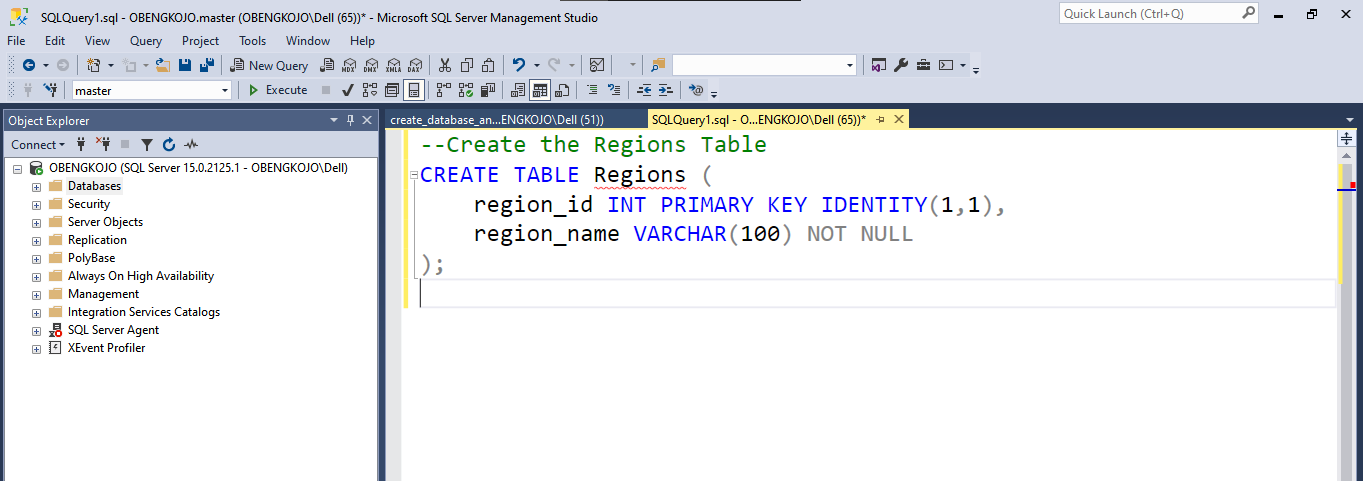 SQLQuery1.sql - OBENGKOJO.master (OBENGKOJO\Dell (65))* - Microsoft SQL Server Management Studio
Quick Launch (Ctrl+Q)
File Edit View Query Project Tools Window Help
New Query MDX DMX XMLA DAX
master Execute
Object Explorer
create_database_an...ENGKOJO\Dell (51))
SQLQuery1.sql - O...ENGKOJO\Dell (65))*
Connect
OBENGKOJO (SQL Server 15.0.2125.1 - OBENGKOJO\Dell)
Databases
Security
Server Objects
Replication
PolyBase
Always On High Availability
Management
Integration Services Catalogs
SQL Server Agent
XEvent Profiler
--Create the Regions Table
CREATE TABLE Regions (
region_id INT PRIMARY KEY IDENTITY(1,1),
region_name VARCHAR(100) NOT NULL
);